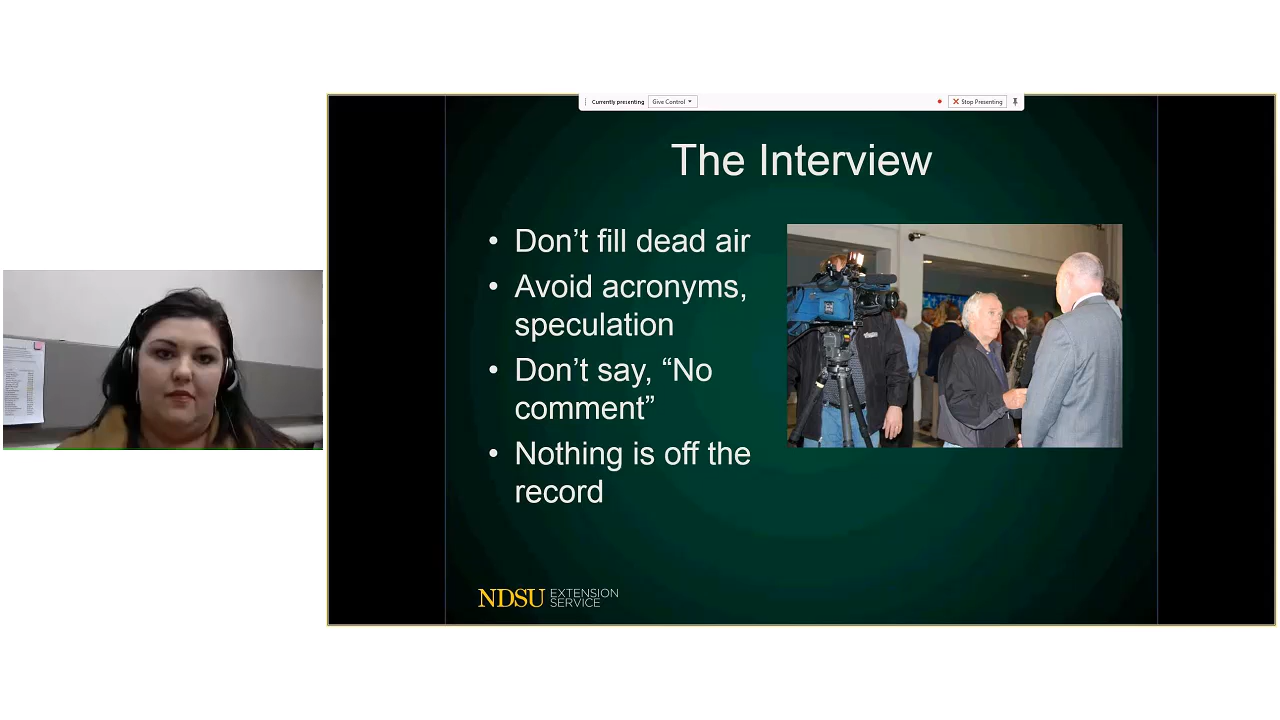 Currently presenting Give Control Stop Presenting
The Interview
• Don’t fill dead air
• Avoid acronyms,
speculation
• Don’t say, “No
comment”
• Nothing is off the
record
NDSU EXTENSION
SERVICE